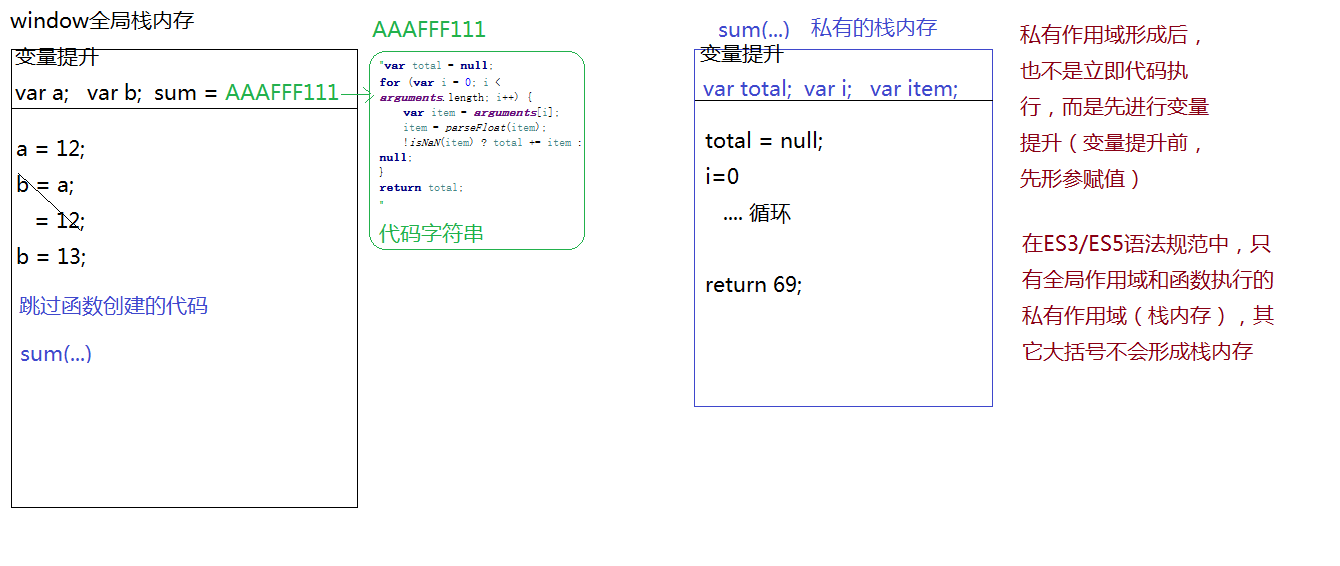 window全局栈内存
变量提升
var a; var b; sum = AAAFFF111
a = 12;
b = a;
= 12;
b = 13;
跳过函数创建的代码
sum(...)
AAAFFF111
"var total = null;
for (var i = 0; i <
arguments.length; i++) {
var item = arguments[i];
item = parseFloat(item);
!isNaN(item) ? total += item :
null;
}
return total;
"
代码字符串
sum(...) 私有的栈内存
变量提升
var total; var i; var item;
total = null;
i=0
.... 循环
return 69;
私有作用域形成后，
也不是立即代码执
行，而是先进行变量
提升（变量提升前，
先形参赋值）
在ES3/ES5语法规范中，只
有全局作用域和函数执行的
私有作用域（栈内存），其
它大括号不会形成栈内存